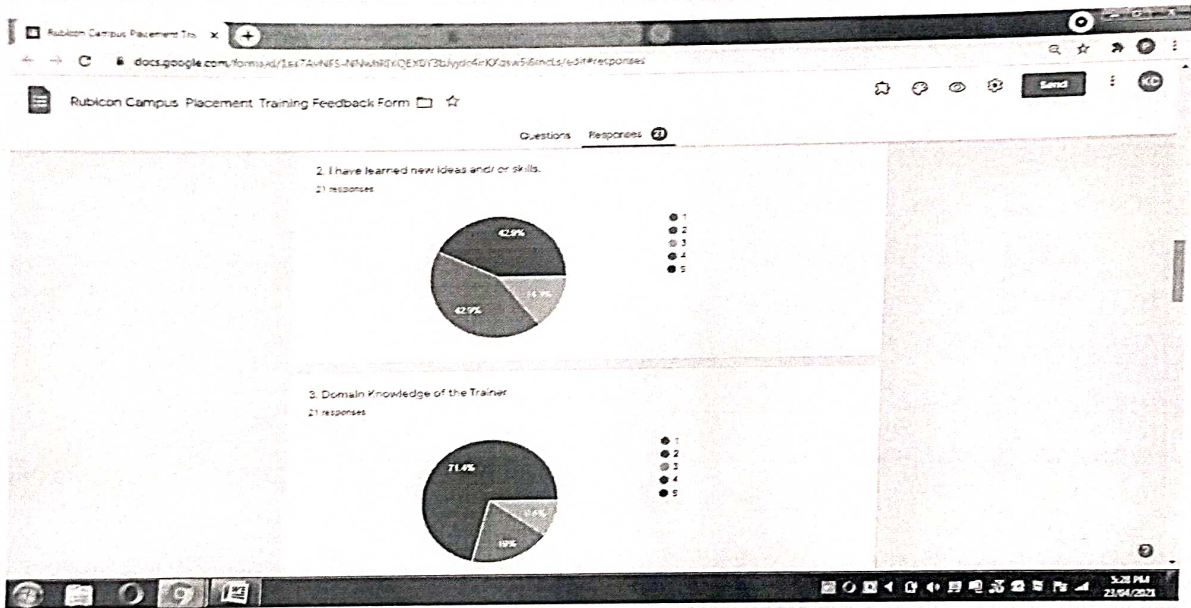 Rubicon Campus Placement Tra
docs.google.com/forms/d/
Rubicon Campus Placement Training Feedback Form
Send
KC
Questions Responses 21
2. I have learned new ideas and/ or skills.
21 responses
42.9%
42.9%
1
2
3
4
5
3. Domain Knowledge of the Trainer
21 responses
71.4%
19%
1
2
3
4
5
5:28 PM
23/04/2021